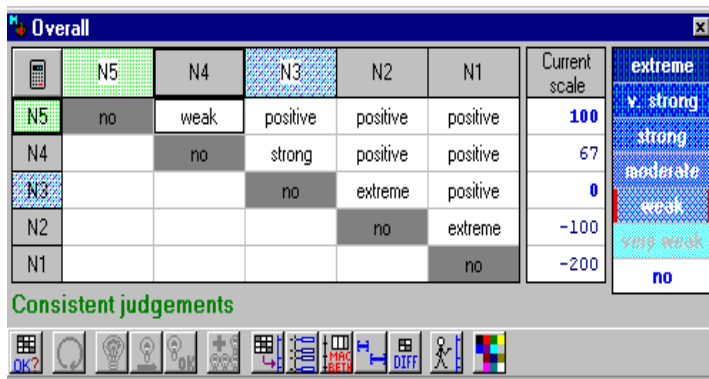 Overall
N5 N4 N3 N2 N1 Current scale extreme
N5 no weak positive positive positive 100 v. strong
N4 no strong positive positive 67 strong
moderate
N3 no extreme positive 0
weak
N2 no extreme -100
very weak
N1 no -200 no
Consistent judgements
OK? OK MAC BETH DIFF